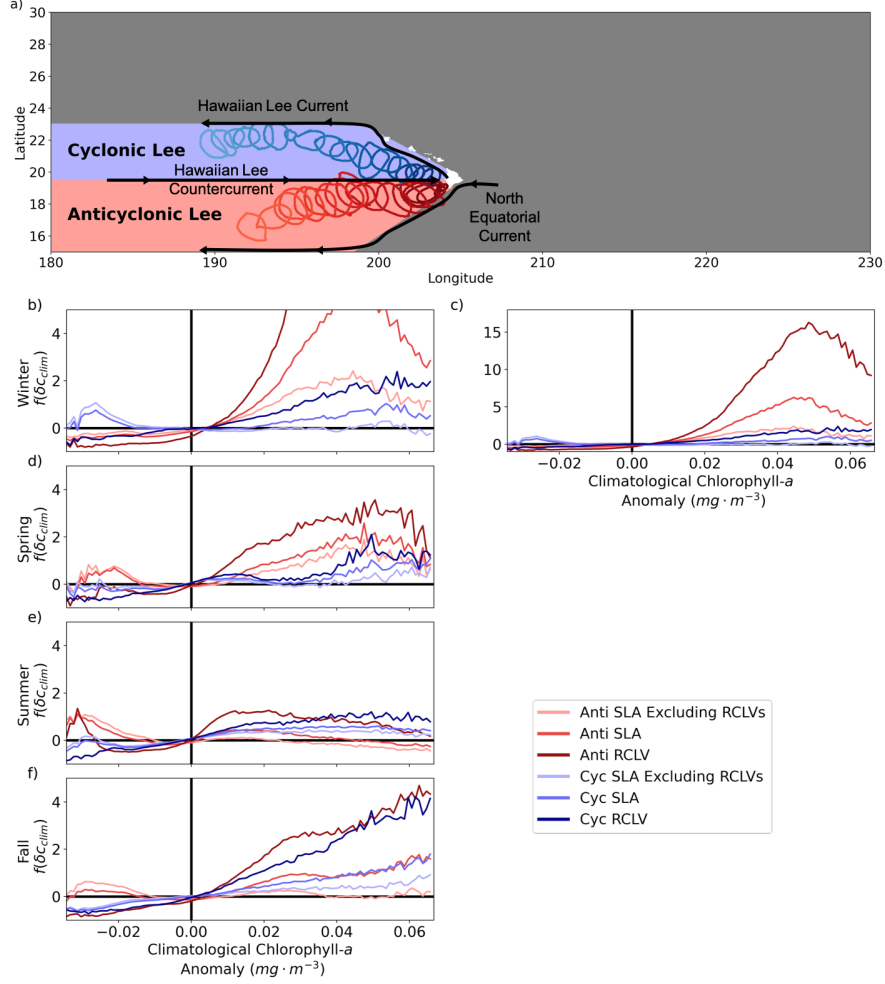 a)
30
28
26
24
22
20
18
16
Latitude
Hawaiian Lee Current
Cyclonic Lee
Hawaiian Lee
Countercurrent
Anticyclonic Lee
North
Equatorial
Current
180
190
200
210
220
230
Longitude
b)
4
2
0
Winter
f(δc_clim)
c)
15
10
5
0
−0.02
0.00
0.02
0.04
0.06
Climatological Chlorophyll-a
Anomaly (mg · m⁻³)
d)
4
2
0
Spring
f(δc_clim)
e)
4
2
0
Summer
f(δc_clim)
Anti SLA Excluding RCLVs
Anti SLA
Anti RCLV
Cyc SLA Excluding RCLVs
Cyc SLA
Cyc RCLV
f)
4
2
0
Fall
f(δc_clim)
−0.02
0.00
0.02
0.04
0.06
Climatological Chlorophyll-a
Anomaly (mg · m⁻³)